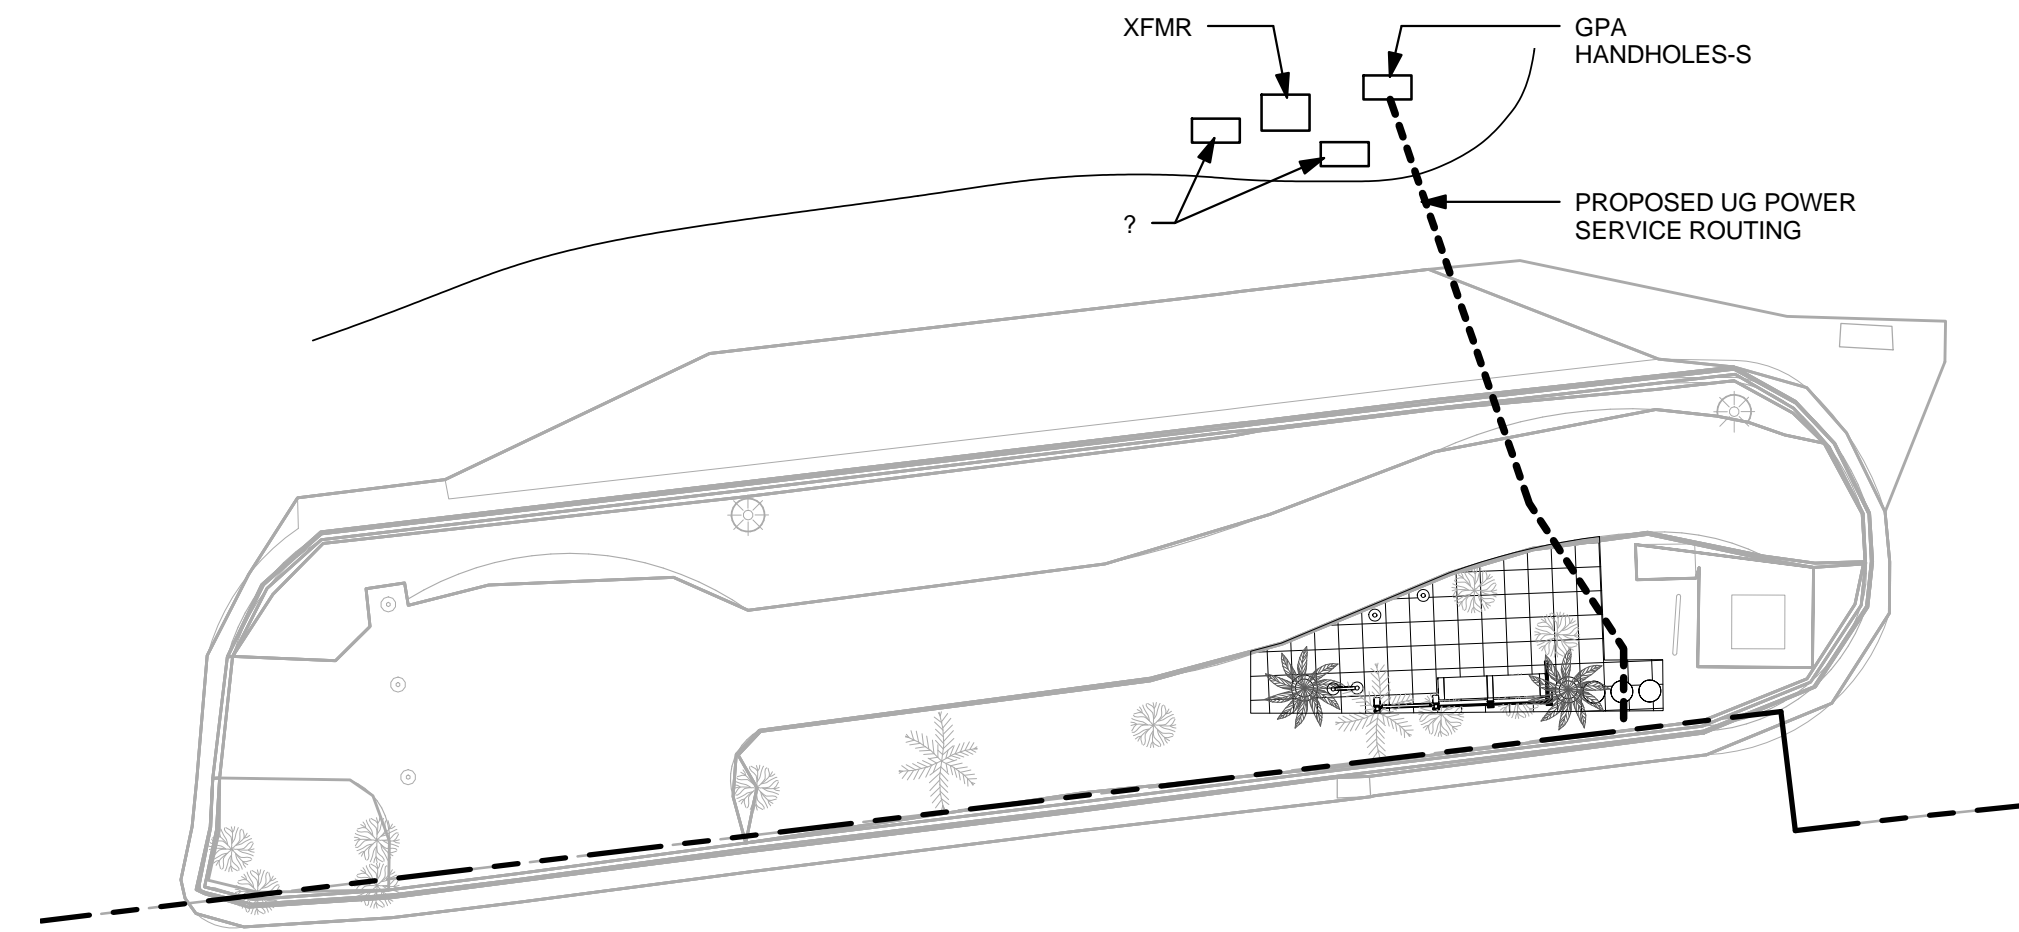 XFMR
GPA
HANDHOLES-S
PROPOSED UG POWER
SERVICE ROUTING
?